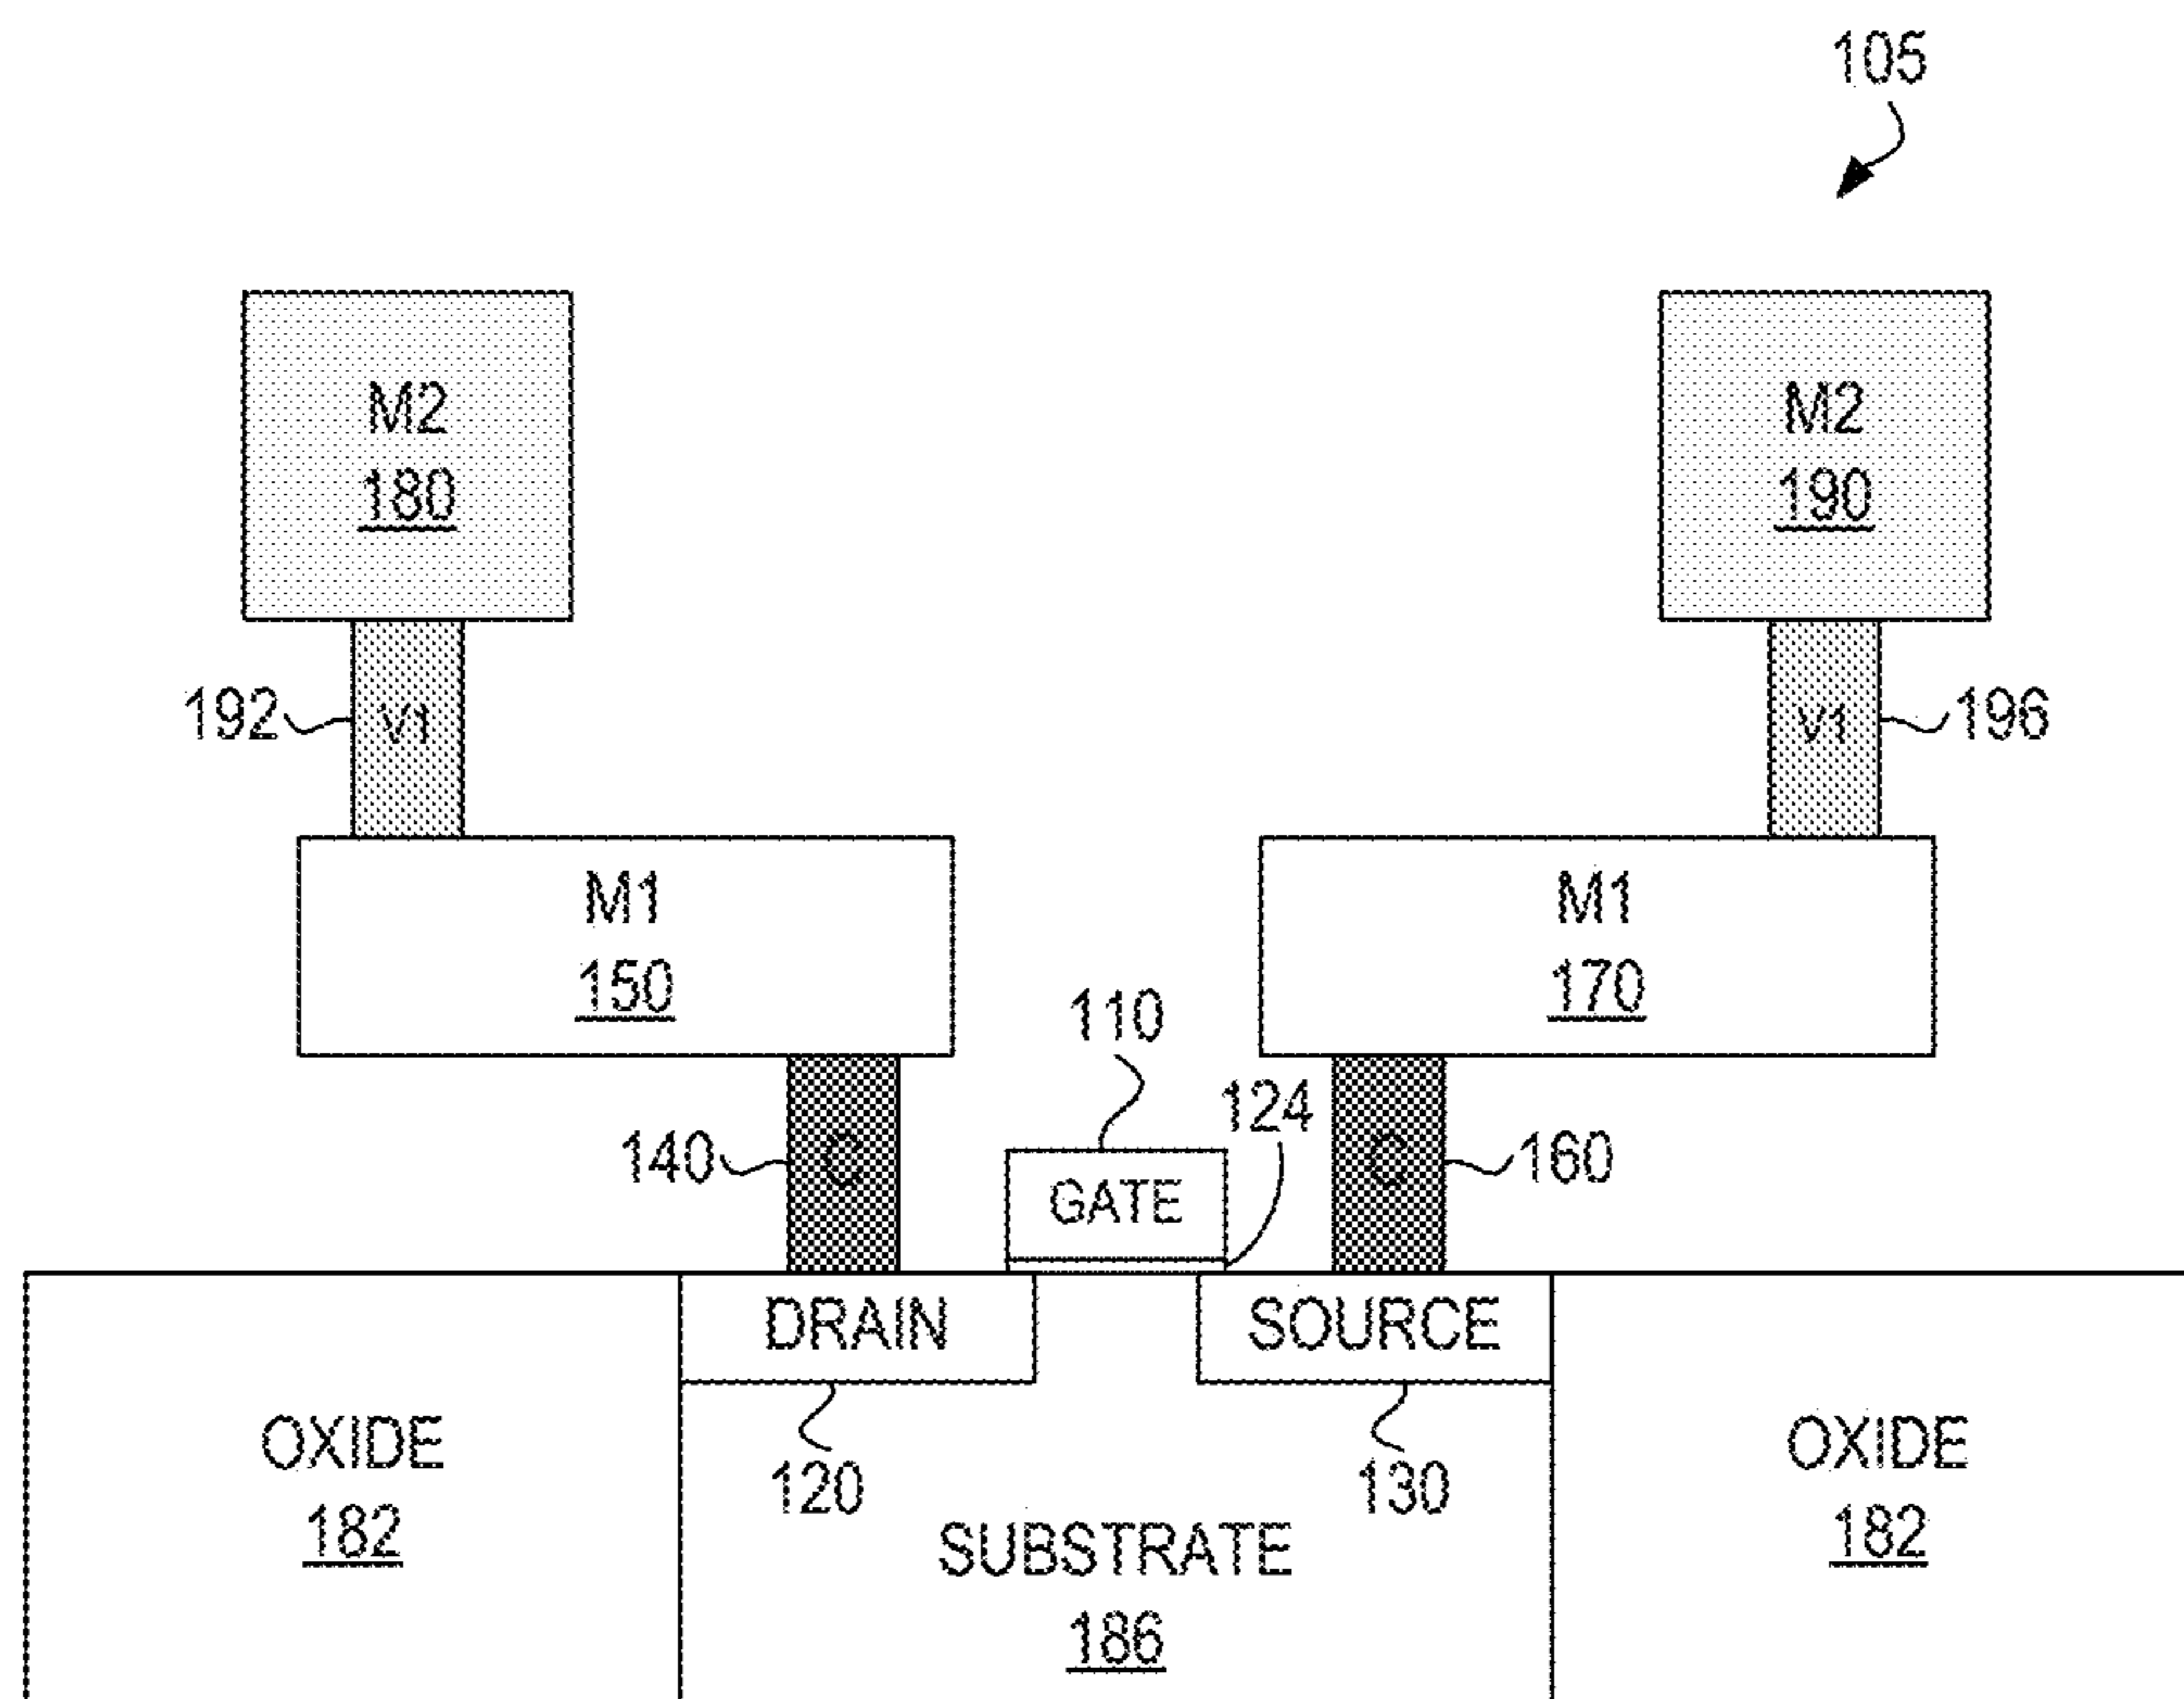 105
M2
180
M2
190
192
V1
V1
196
M1
150
M1
170
110
124
140
C
GATE
C
160
DRAIN
SOURCE
OXIDE
182
120
130
OXIDE
182
SUBSTRATE
186